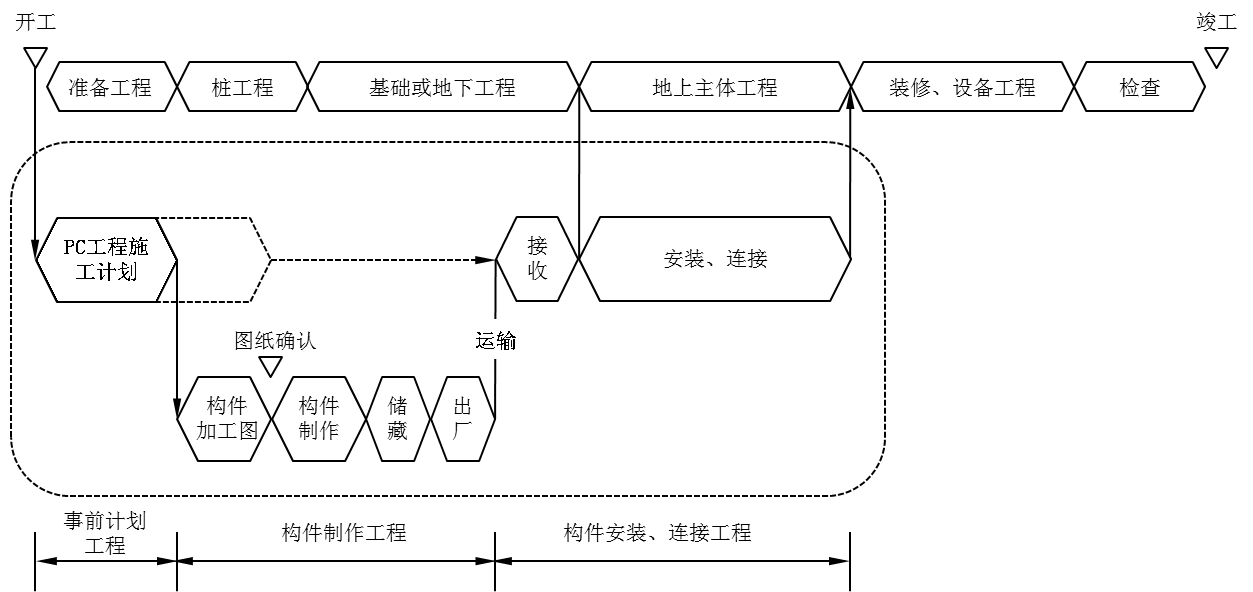 开工
竣工
准备工程
桩工程
基础或地下工程
地上主体工程
装修、设备工程
检查
PC工程施
工计划
接
收
安装、连接
图纸确认
运输
构件
加工图
构件
制作
储
藏
出
厂
事前计划
工程
构件制作工程
构件安装、连接工程